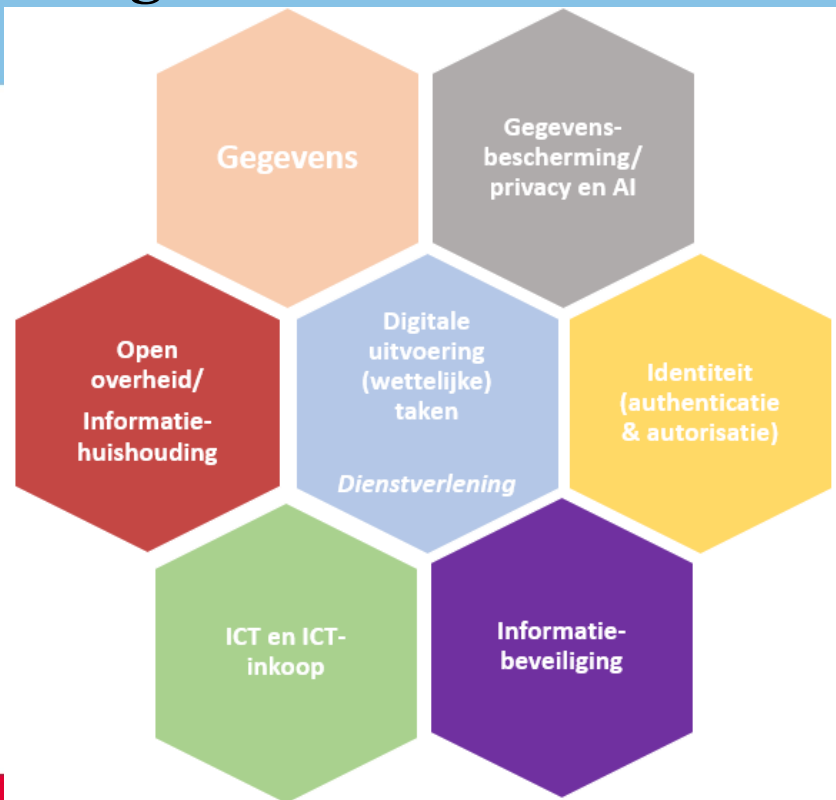 Gegevens
Gegevens-
bescherming/
privacy en AI
Open
overheid/
Informatie-
huishouding
Digitale
uitvoering
(wettelijke)
taken
Dienstverlening
Identiteit
(authenticatie
& autorisatie)
ICT en ICT-
inkoop
Informatie-
beveiliging